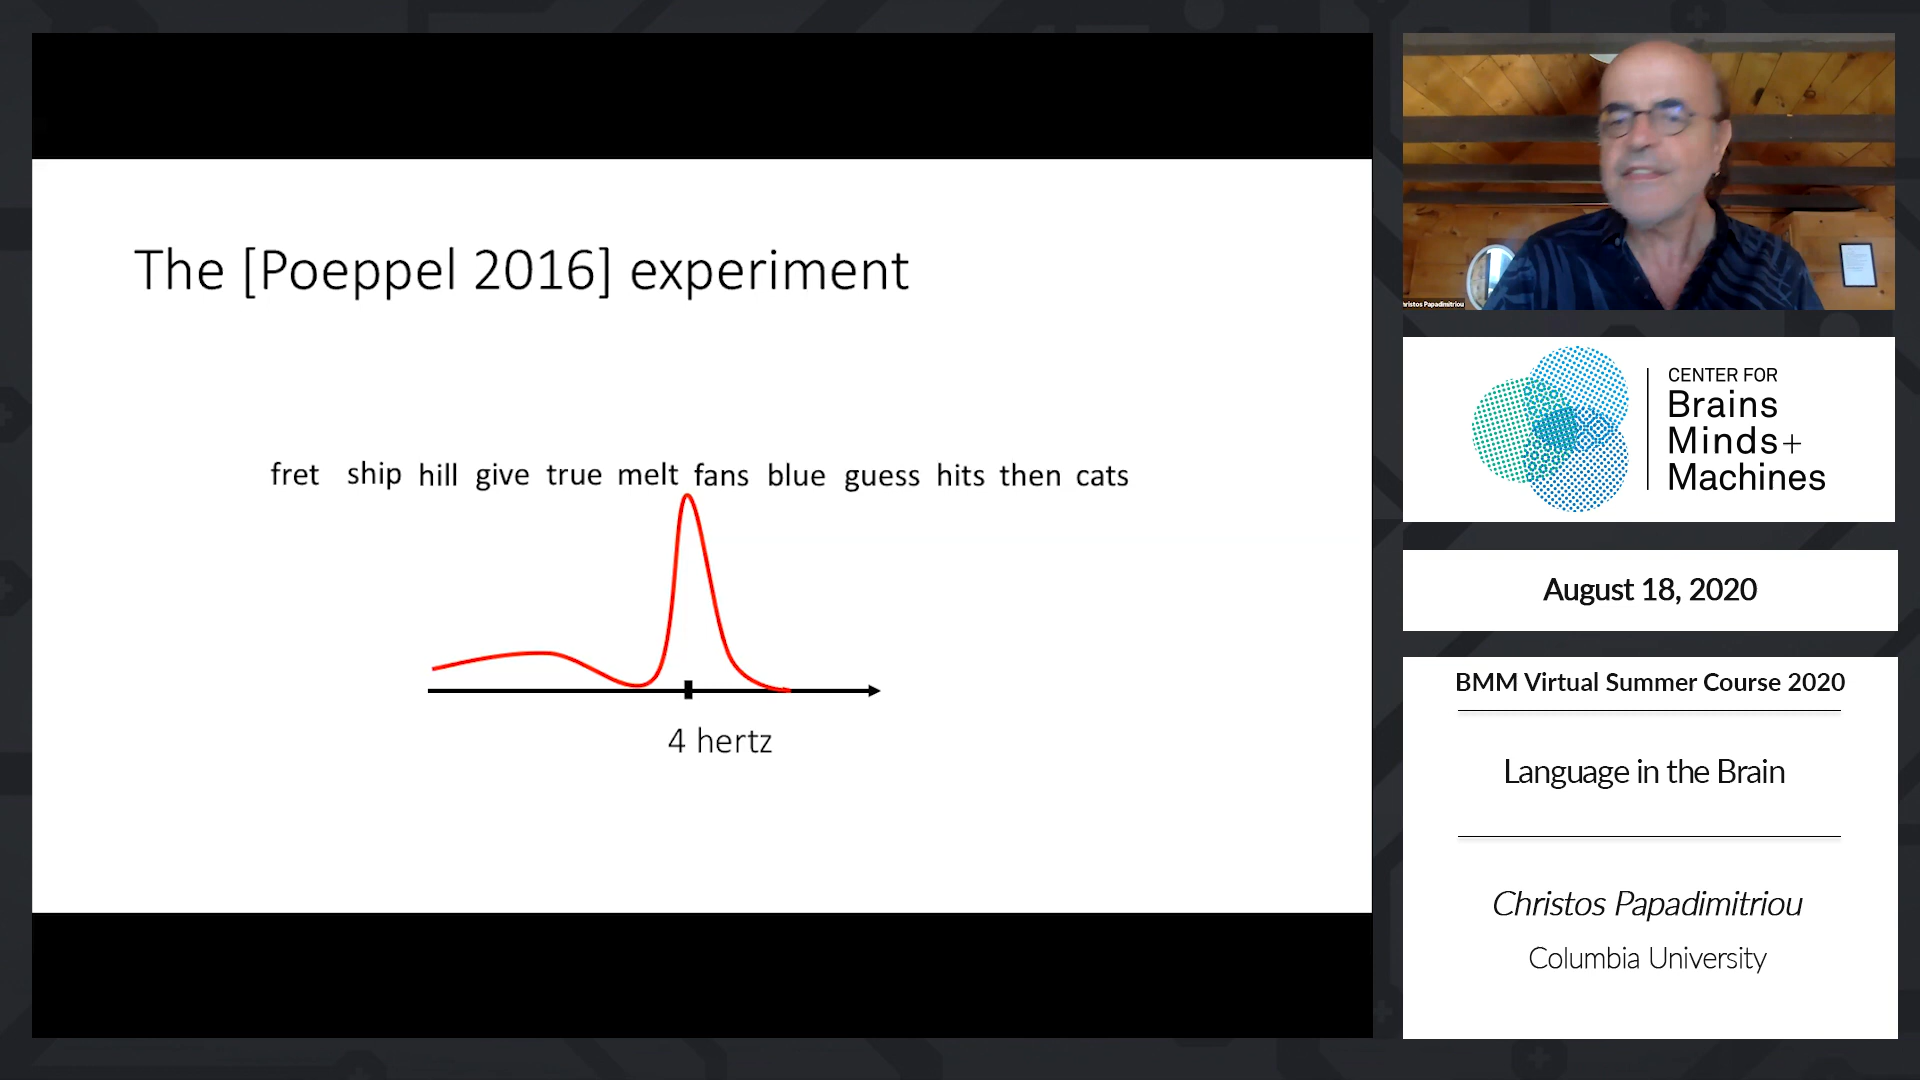 The [Poeppel 2016] experiment
fret ship hill give true melt fans blue guess hits then cats
4 hertz
hristos Papadimitriou
CENTER FOR
Brains
Minds+
Machines
August 18, 2020
BMM Virtual Summer Course 2020
Language in the Brain
Christos Papadimitriou
Columbia University